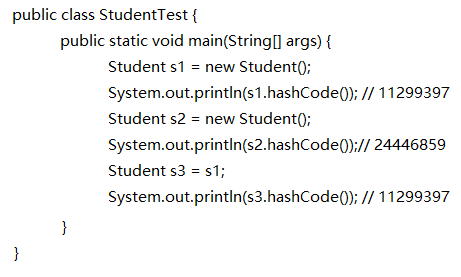 public class StudentTest {
public static void main(String[] args) {
Student s1 = new Student();
System.out.println(s1.hashCode()); // 11299397
Student s2 = new Student();
System.out.println(s2.hashCode());// 24446859
Student s3 = s1;
System.out.println(s3.hashCode()); // 11299397
}
}